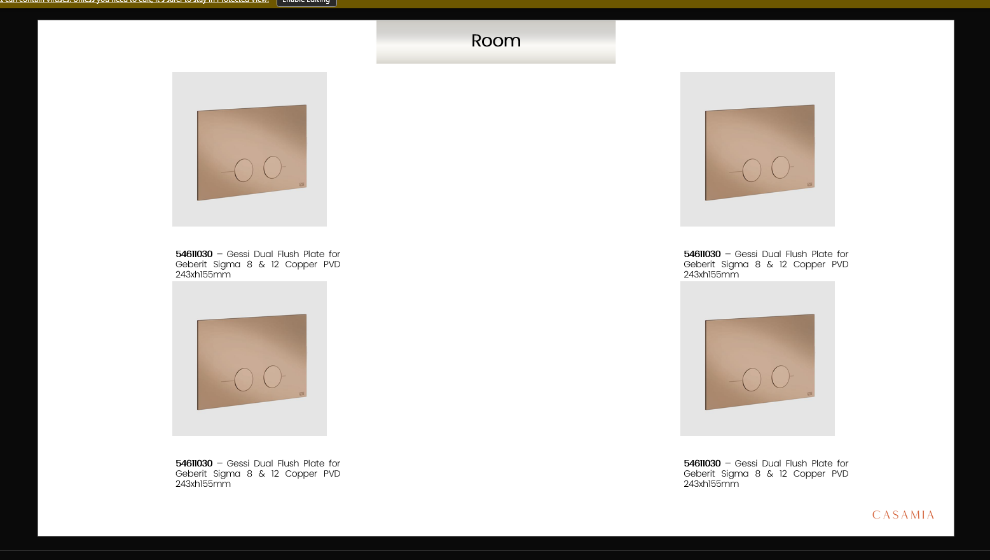 can contain viruses. Unless you need to edit, it's safer to stay in Protected View.
Enable Editing
Room
54611030 – Gessi Dual Flush Plate for
Geberit Sigma 8 & 12 Copper PVD
243xh155mm
54611030 – Gessi Dual Flush Plate for
Geberit Sigma 8 & 12 Copper PVD
243xh155mm
54611030 – Gessi Dual Flush Plate for
Geberit Sigma 8 & 12 Copper PVD
243xh155mm
54611030 – Gessi Dual Flush Plate for
Geberit Sigma 8 & 12 Copper PVD
243xh155mm
CASAMIA